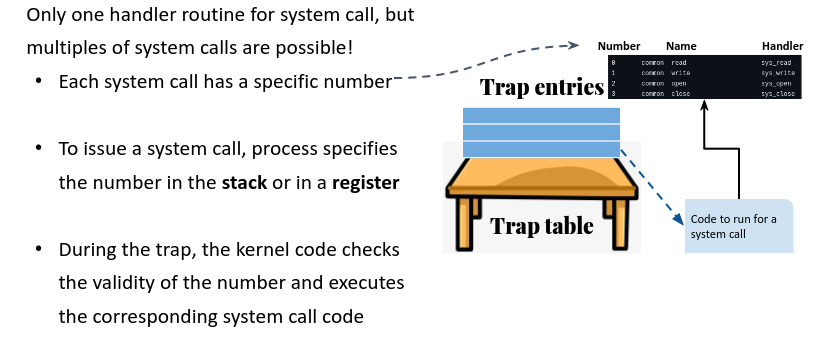 Only one handler routine for system call, but
multiples of system calls are possible!
• Each system call has a specific number
• To issue a system call, process specifies
the number in the stack or in a register
• During the trap, the kernel code checks
the validity of the number and executes
the corresponding system call code
Number Name Handler
0 common read sys_read
1 common write sys_write
2 common open sys_open
3 common close sys_close
Trap entries
Trap table
Code to run for a
system call